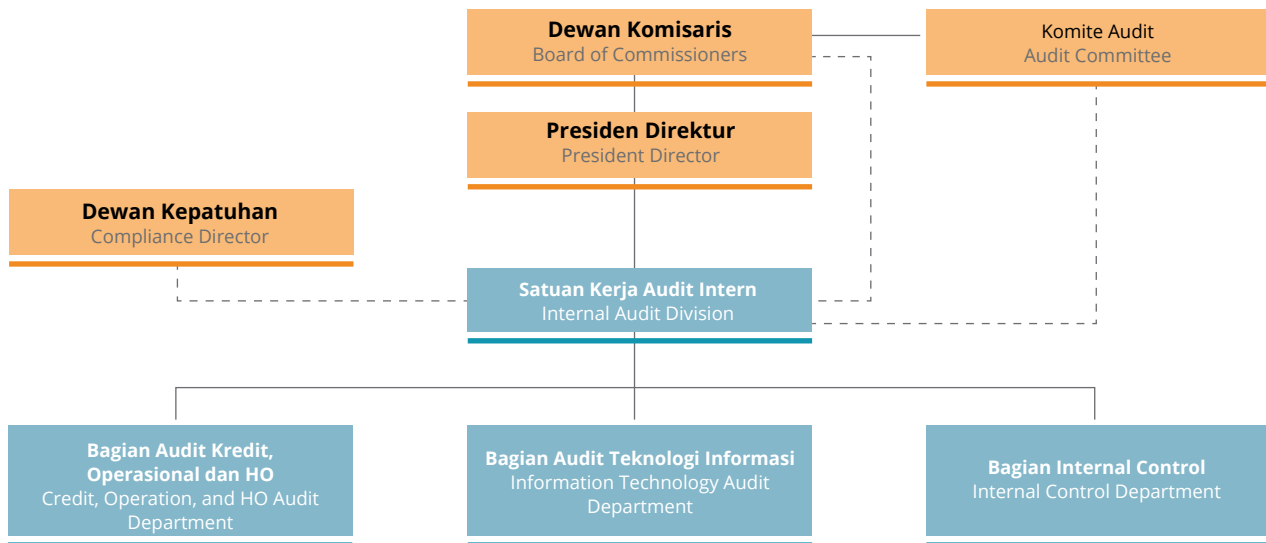 Dewan Komisaris
Board of Commissioners
Komite Audit
Audit Committee
Presiden Direktur
President Director
Dewan Kepatuhan
Compliance Director
Satuan Kerja Audit Intern
Internal Audit Division
Bagian Audit Kredit,
Operasional dan HO
Credit, Operation, and HO Audit
Department
Bagian Audit Teknologi Informasi
Information Technology Audit
Department
Bagian Internal Control
Internal Control Department